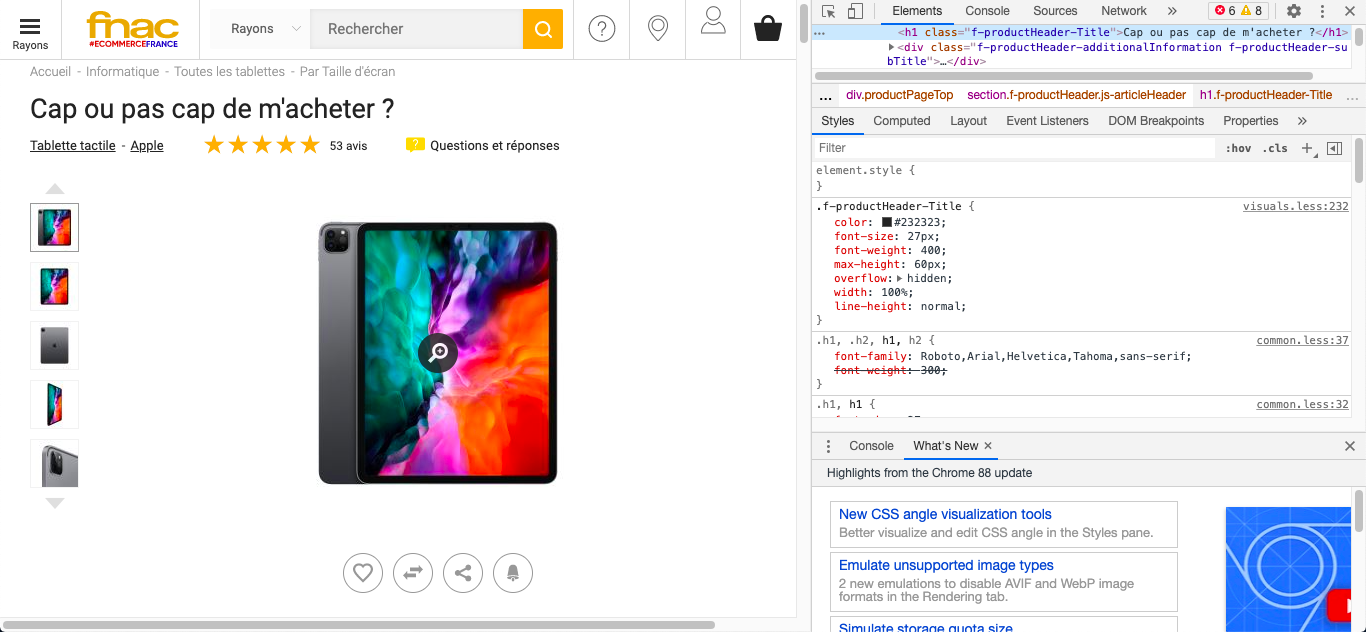 Rayons
fnac
#ECOMMERCEFRANCE
Rayons
Rechercher
Accueil - Informatique - Toutes les tablettes - Par Taille d'écran
Cap ou pas cap de m'acheter ?
Tablette tactile - Apple
53 avis
? Questions et réponses
Elements Console Sources Network » 6 8
… <h1 class="f-productHeader-Title">Cap ou pas cap de m'acheter ?</h1>
<div class="f-productHeader-additionalInformation f-productHeader-su
bTitle">…</div>
… div.productPageTop section.f-productHeader.js-articleHeader h1.f-productHeader-Title …
Styles Computed Layout Event Listeners DOM Breakpoints Properties »
Filter :hov .cls +
element.style {
}
.f-productHeader-Title { visuals.less:232
color: #232323;
font-size: 27px;
font-weight: 400;
max-height: 60px;
overflow: hidden;
width: 100%;
line-height: normal;
}
.h1, .h2, h1, h2 { common.less:37
font-family: Roboto,Arial,Helvetica,Tahoma,sans-serif;
font-weight: 300;
}
.h1, h1 { common.less:32
Console What's New ×
Highlights from the Chrome 88 update
New CSS angle visualization tools
Better visualize and edit CSS angle in the Styles pane.
Emulate unsupported image types
2 new emulations to disable AVIF and WebP image
formats in the Rendering tab.
Simulate storage quota size